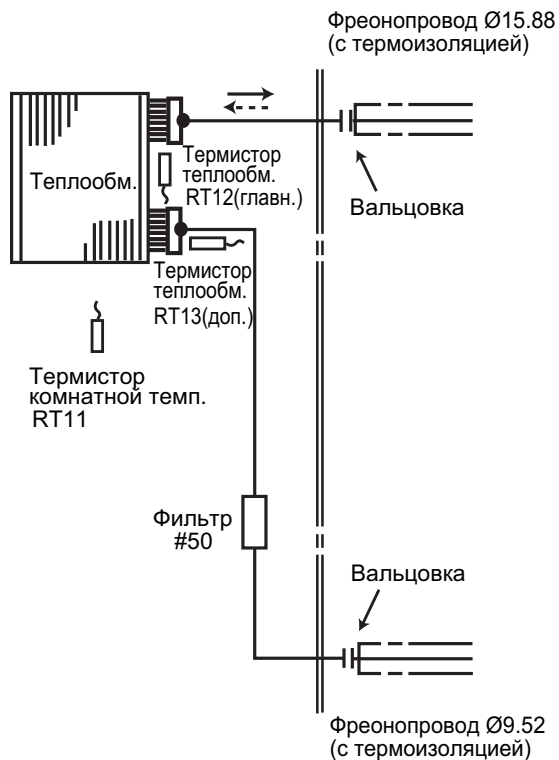 Фреонопровод Ø15.88
(с термоизоляцией)
Теплообм.
Термистор
теплообм.
RT12(главн.)
Вальцовка
Термистор
теплообм.
RT13(доп.)
Термистор
комнатной темп.
RT11
Фильтр
#50
Вальцовка
Фреонопровод Ø9.52
(с термоизоляцией)